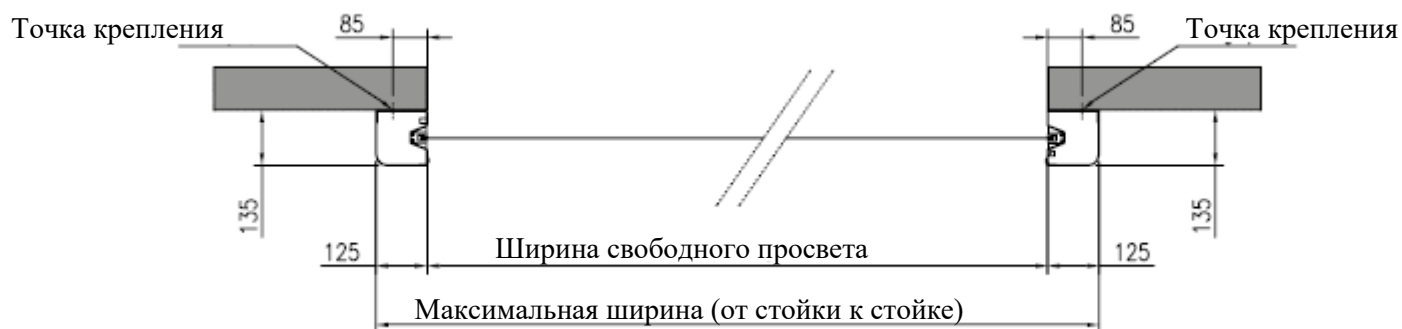 85
85
Точка крепления
Точка крепления
135
135
125
Ширина свободного просвета
125
Максимальная ширина (от стойки к стойке)